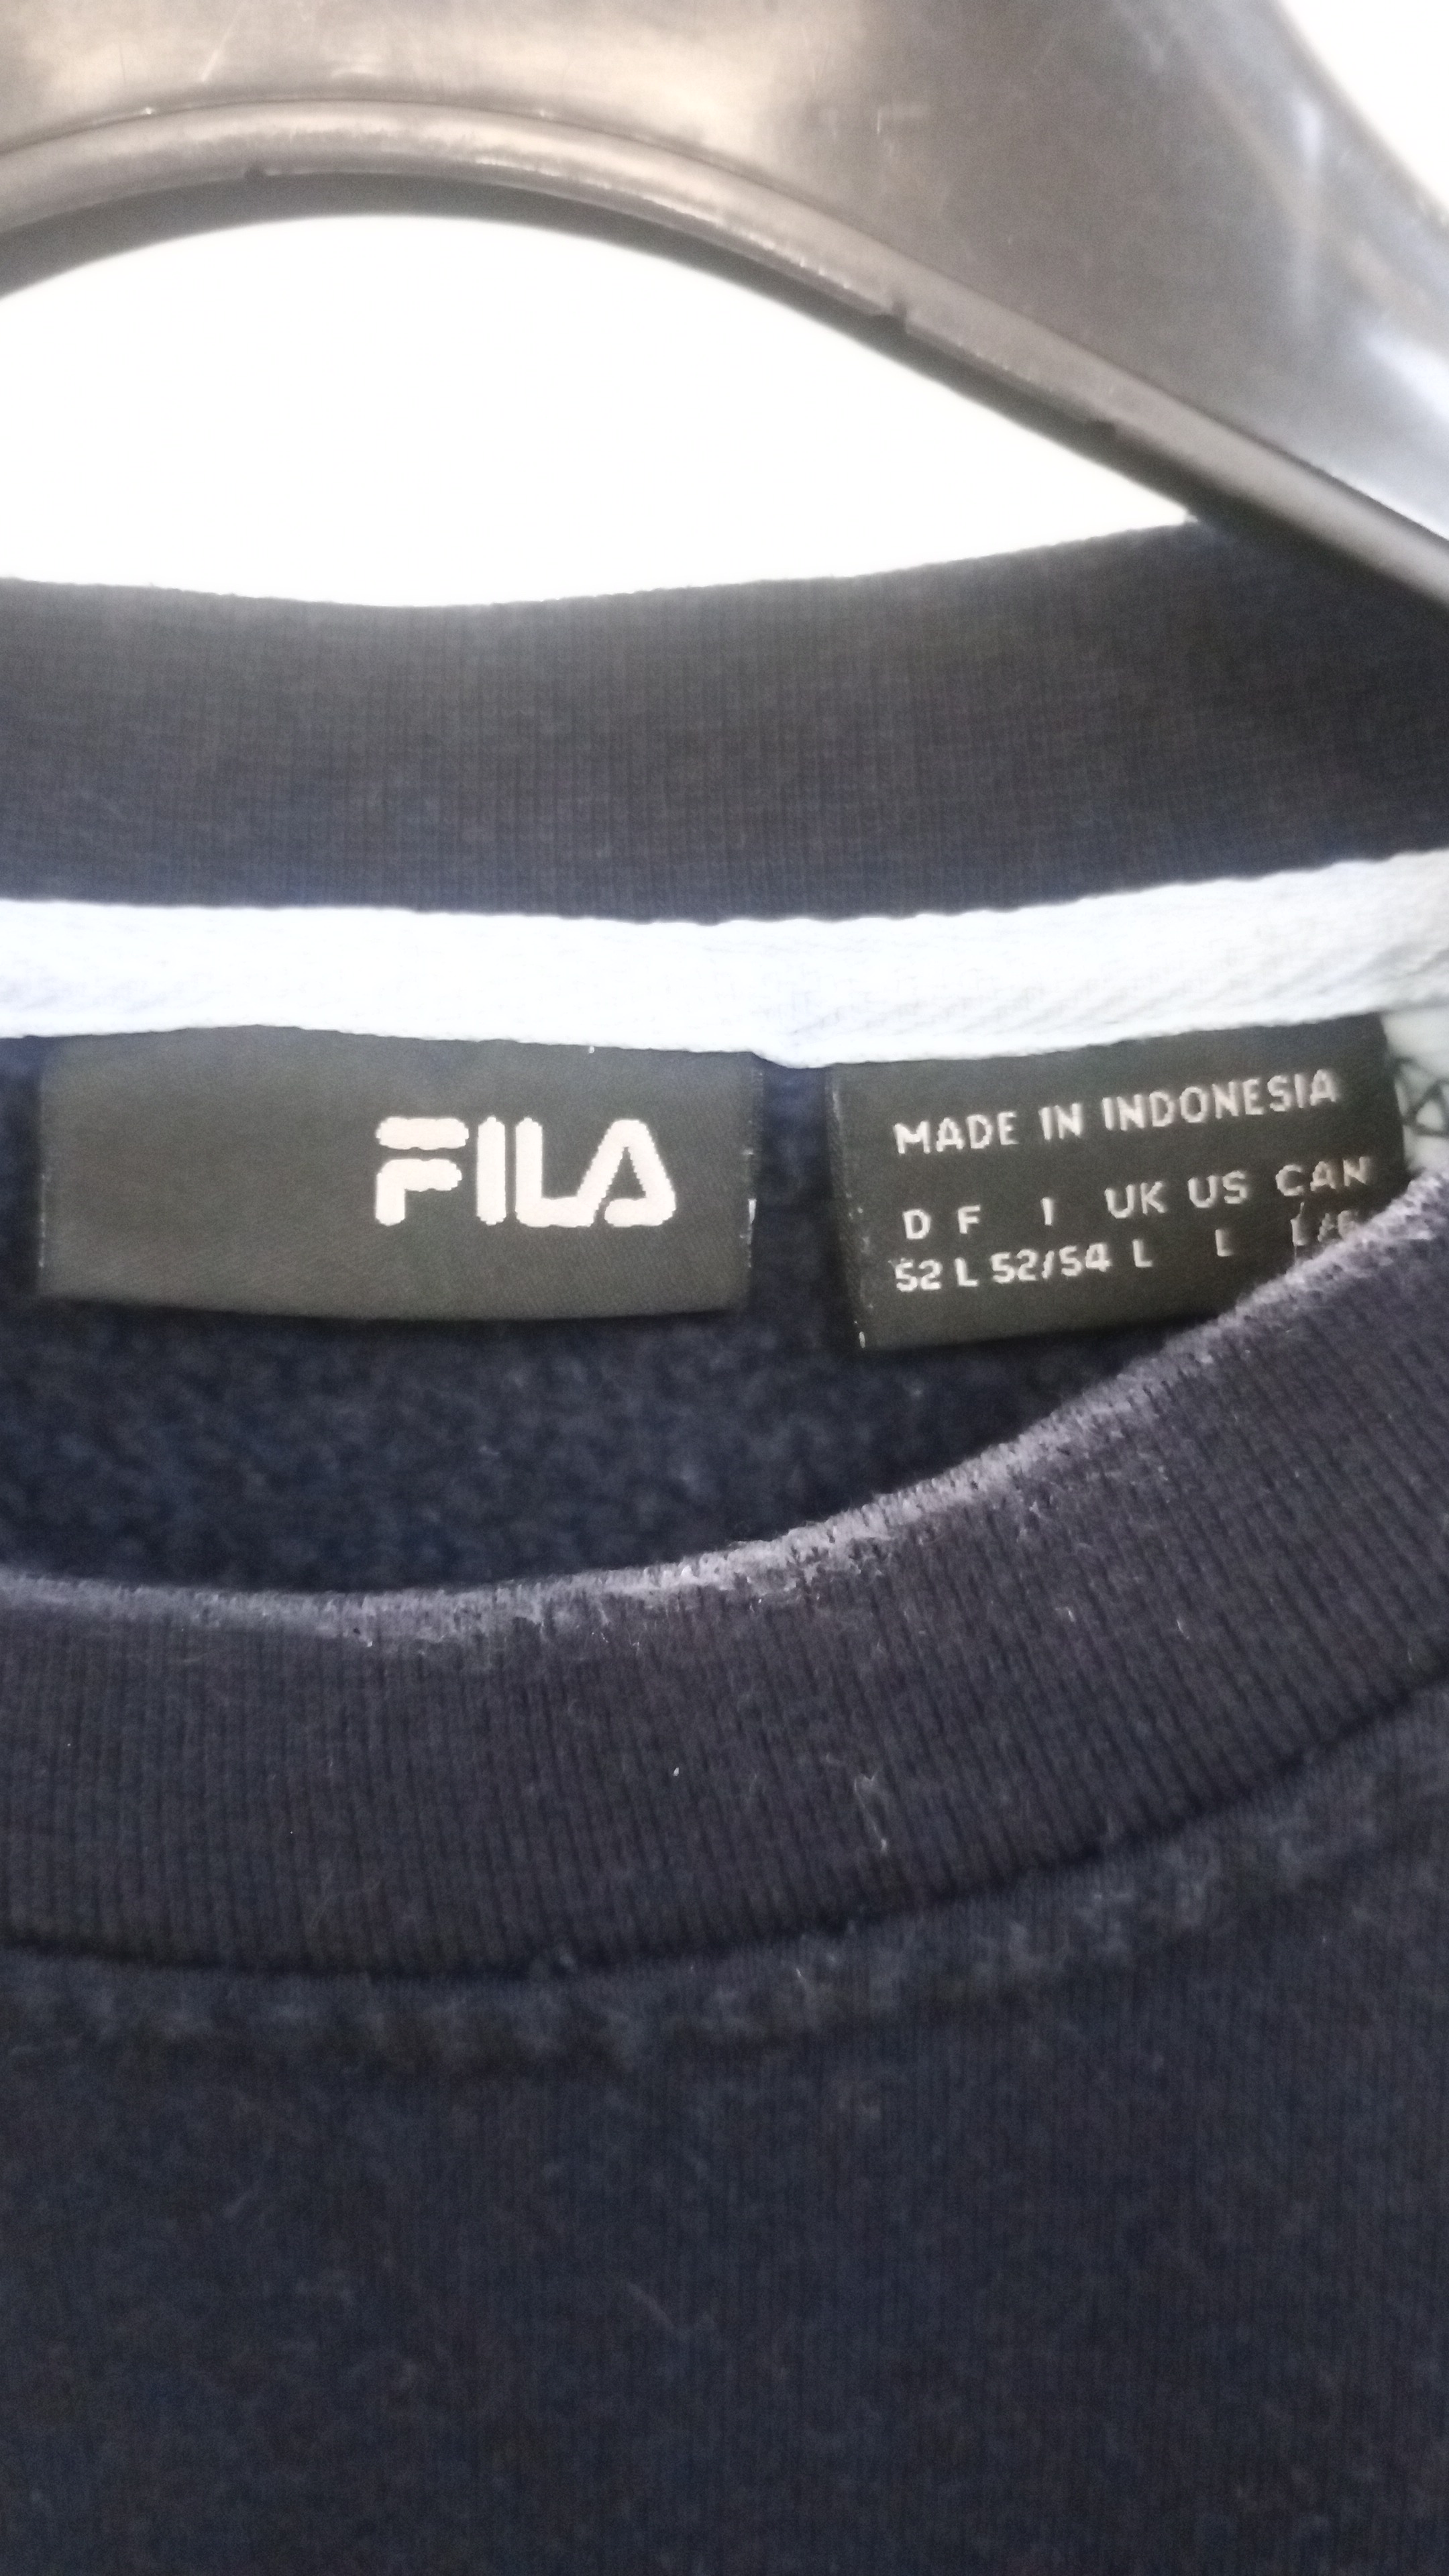 FILA
MADE IN INDONESIA
D F I UK US CAN
52 L 52/54 L L